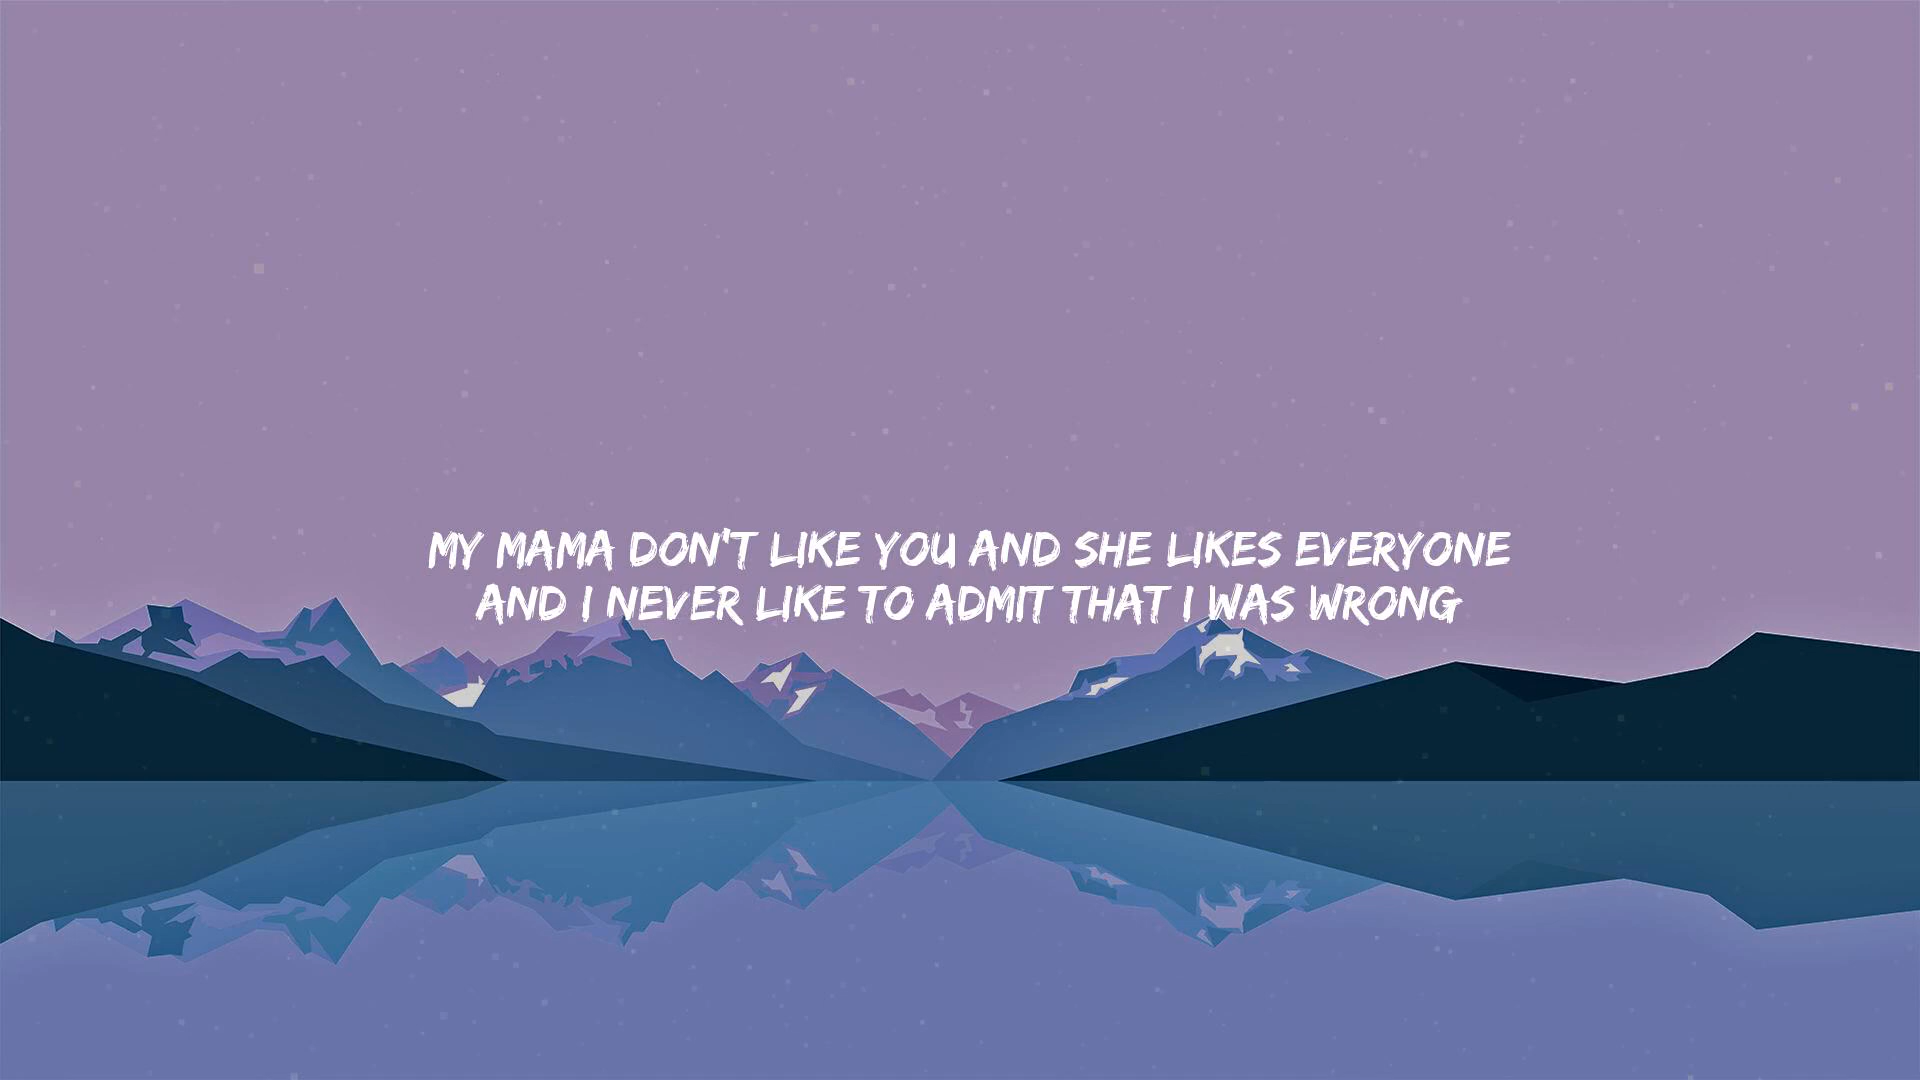 MY MAMA DON'T LIKE YOU AND SHE LIKES EVERYONE
AND I NEVER LIKE TO ADMIT THAT I WAS WRONG